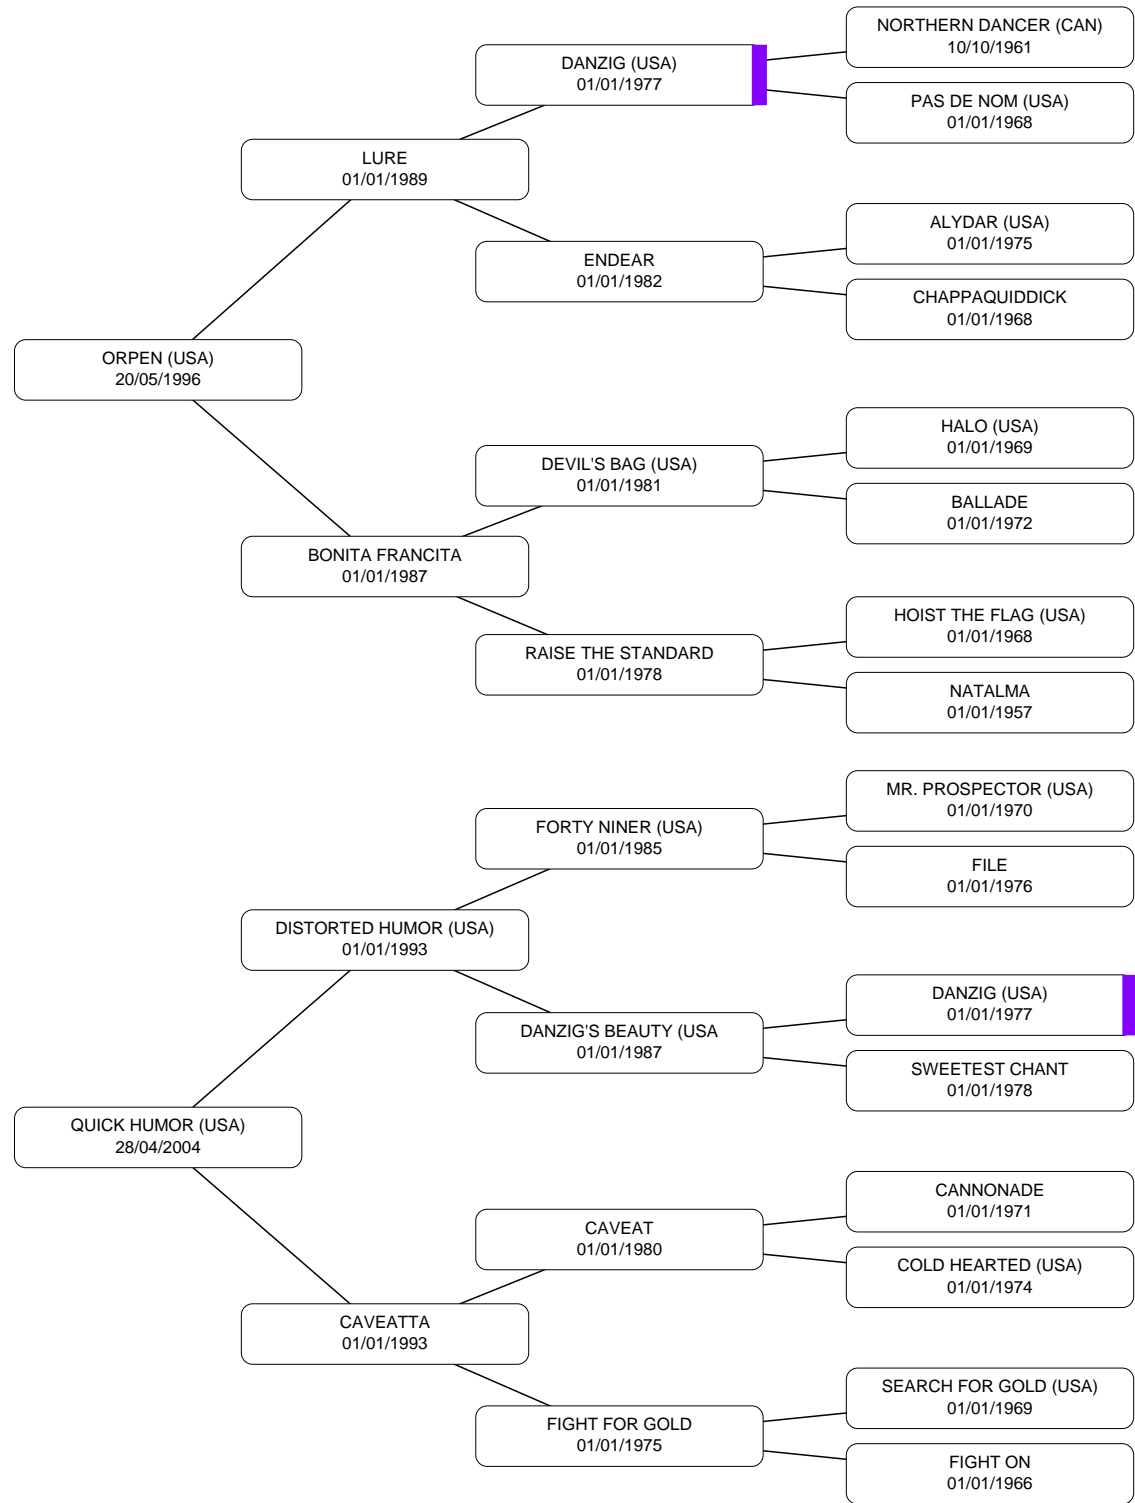 NORTHERN DANCER (CAN)
10/10/1961
DANZIG (USA)
01/01/1977
PAS DE NOM (USA)
01/01/1968
LURE
01/01/1989
ALYDAR (USA)
01/01/1975
ENDEAR
01/01/1982
CHAPPAQUIDDICK
01/01/1968
ORPEN (USA)
20/05/1996
HALO (USA)
01/01/1969
DEVIL'S BAG (USA)
01/01/1981
BALLADE
01/01/1972
BONITA FRANCITA
01/01/1987
HOIST THE FLAG (USA)
01/01/1968
RAISE THE STANDARD
01/01/1978
NATALMA
01/01/1957
MR. PROSPECTOR (USA)
01/01/1970
FORTY NINER (USA)
01/01/1985
FILE
01/01/1976
DISTORTED HUMOR (USA)
01/01/1993
DANZIG (USA)
01/01/1977
DANZIG'S BEAUTY (USA
01/01/1987
SWEETEST CHANT
01/01/1978
QUICK HUMOR (USA)
28/04/2004
CANNONADE
01/01/1971
CAVEAT
01/01/1980
COLD HEARTED (USA)
01/01/1974
CAVEATTA
01/01/1993
SEARCH FOR GOLD (USA)
01/01/1969
FIGHT FOR GOLD
01/01/1975
FIGHT ON
01/01/1966